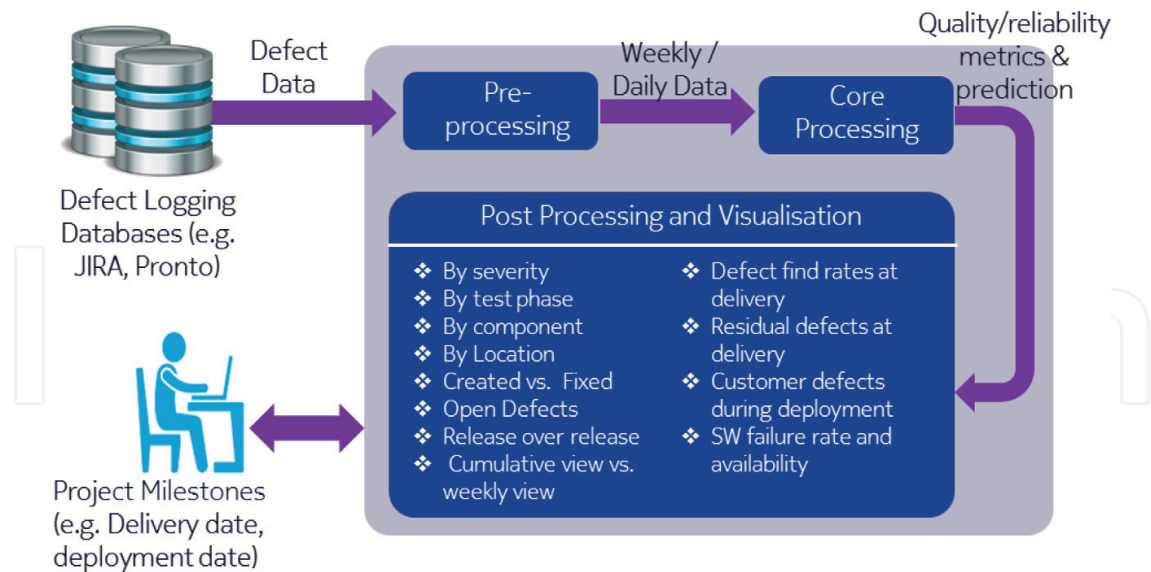 Defect
Data
Weekly /
Daily Data
Quality/reliability
metrics &
prediction
Pre-
processing
Core
Processing
Defect Logging
Databases (e.g.
JIRA, Pronto)
Post Processing and Visualisation
❖ By severity
❖ By test phase
❖ By component
❖ By Location
❖ Created vs. Fixed
❖ Open Defects
❖ Release over release
❖ Cumulative view vs.
weekly view
❖ Defect find rates at
delivery
❖ Residual defects at
delivery
❖ Customer defects
during deployment
❖ SW failure rate and
availability
Project Milestones
(e.g. Delivery date,
deployment date)